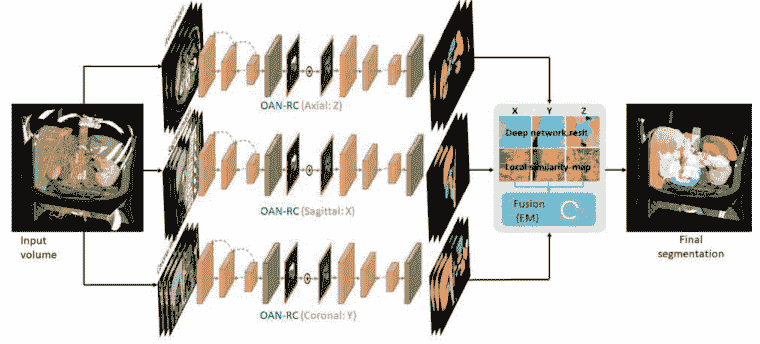 OAN-RC (Axial: Z)
Input
volume
OAN-RC (Sagittal: X)
OAN-RC (Coronal: Y)
X Y Z
Deep network reslt
Local similarity map
Fusion
(EM)
Final
segmentation